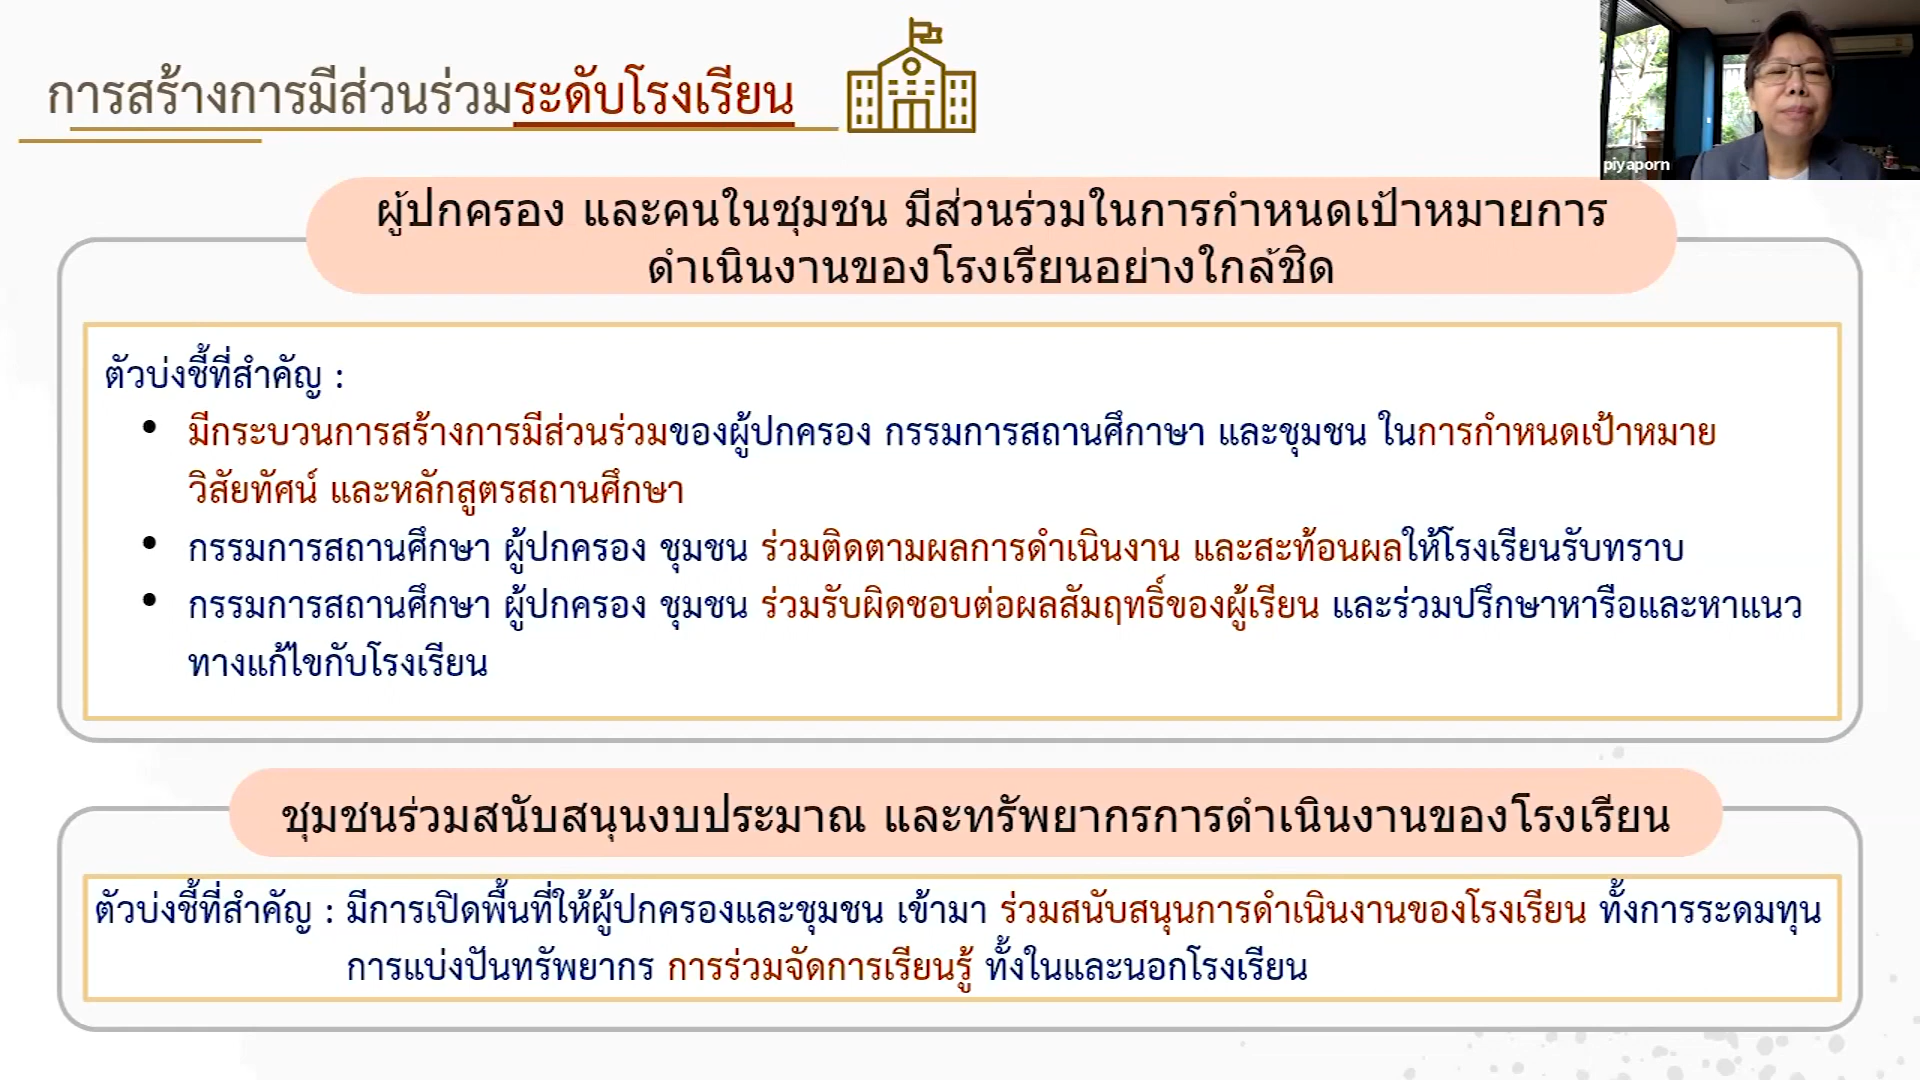 การสร้างการมีส่วนร่วมระดับโรงเรียน
piyaporn
ผู้ปกครอง และคนในชุมชน มีส่วนร่วมในการกำหนดเป้าหมายการ
ดำเนินงานของโรงเรียนอย่างใกล้ชิด
ตัวบ่งชี้ที่สำคัญ :
• มีกระบวนการสร้างการมีส่วนร่วมของผู้ปกครอง กรรมการสถานศึกาษา และชุมชน ในการกำหนดเป้าหมาย
วิสัยทัศน์ และหลักสูตรสถานศึกษา
• กรรมการสถานศึกษา ผู้ปกครอง ชุมชน ร่วมติดตามผลการดำเนินงาน และสะท้อนผลให้โรงเรียนรับทราบ
• กรรมการสถานศึกษา ผู้ปกครอง ชุมชน ร่วมรับผิดชอบต่อผลสัมฤทธิ์ของผู้เรียน และร่วมปรึกษาหารือและหาแนว
ทางแก้ไขกับโรงเรียน
ชุมชนร่วมสนับสนุนงบประมาณ และทรัพยากรการดำเนินงานของโรงเรียน
ตัวบ่งชี้ที่สำคัญ : มีการเปิดพื้นที่ให้ผู้ปกครองและชุมชน เข้ามา ร่วมสนับสนุนการดำเนินงานของโรงเรียน ทั้งการระดมทุน
การแบ่งปันทรัพยากร การร่วมจัดการเรียนรู้ ทั้งในและนอกโรงเรียน